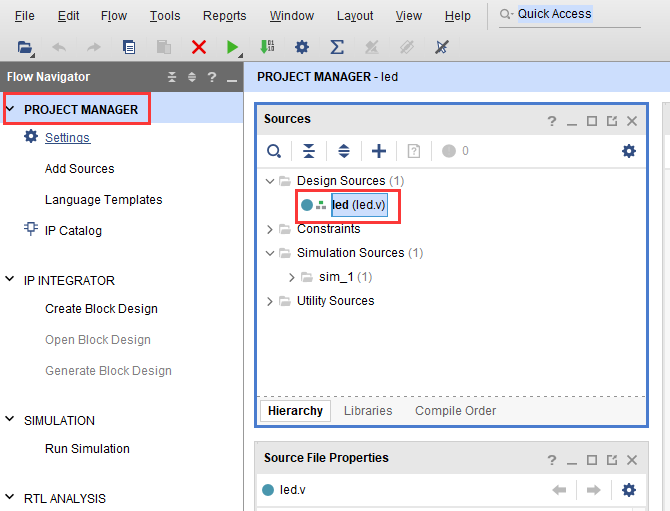 File Edit Flow Tools Reports Window Layout View Help Q- Quick Access
Flow Navigator
PROJECT MANAGER
Settings
Add Sources
Language Templates
IP Catalog
IP INTEGRATOR
Create Block Design
Open Block Design
Generate Block Design
SIMULATION
Run Simulation
RTL ANALYSIS
PROJECT MANAGER - led
Sources
0
Design Sources (1)
led (led.v)
Constraints
Simulation Sources (1)
sim_1 (1)
Utility Sources
Hierarchy Libraries Compile Order
Source File Properties
led.v